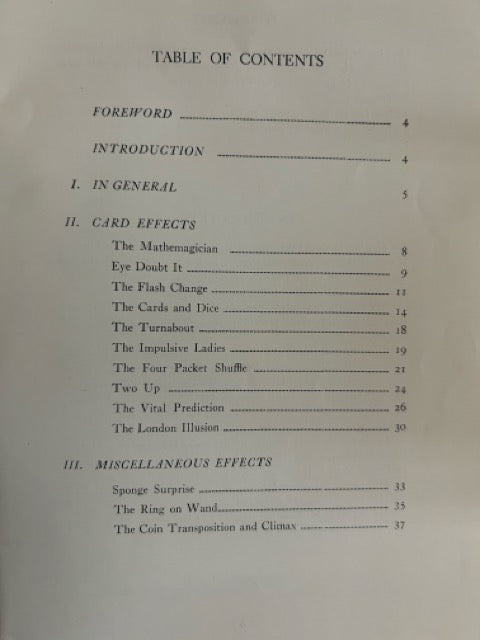 TABLE OF CONTENTS
FOREWORD 4
INTRODUCTION 4
I. IN GENERAL 5
II. CARD EFFECTS
The Mathemagician 8
Eye Doubt It 9
The Flash Change 11
The Cards and Dice 14
The Turnabout 18
The Impulsive Ladies 19
The Four Packet Shuffle 21
Two Up 24
The Vital Prediction 26
The London Illusion 30
III. MISCELLANEOUS EFFECTS
Sponge Surprise 33
The Ring on Wand 35
The Coin Transposition and Climax 37